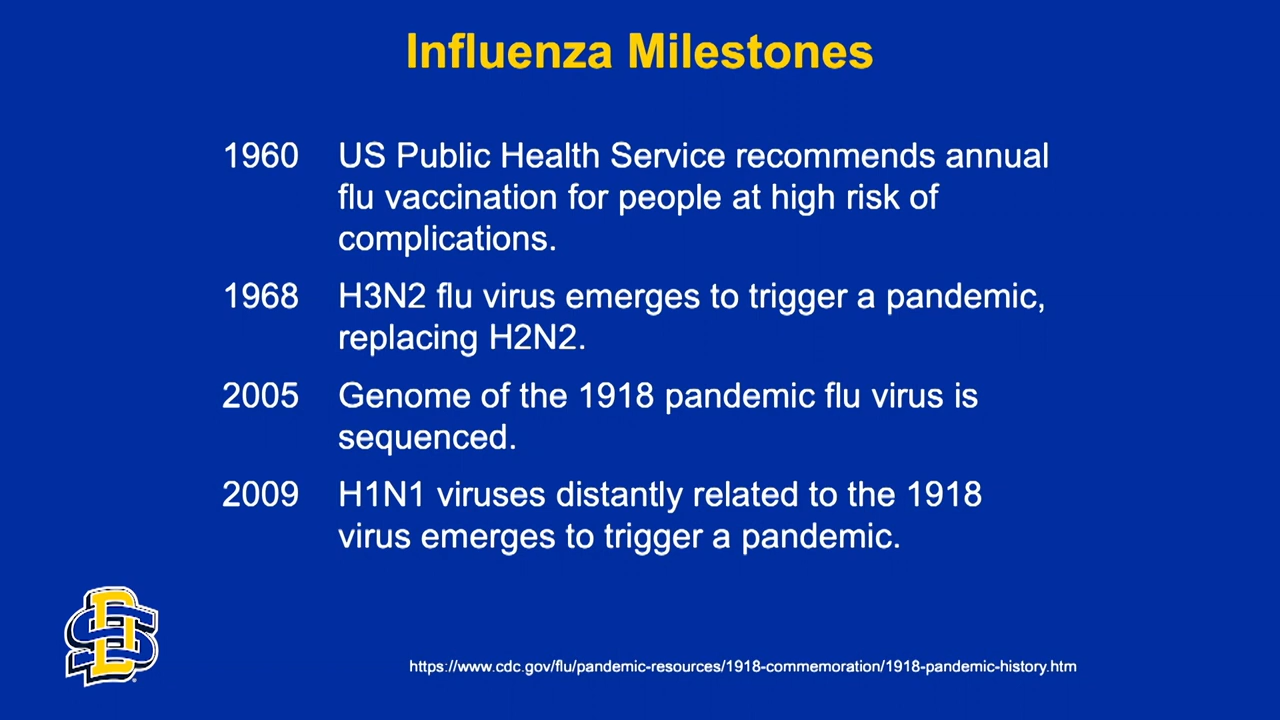 Influenza Milestones
1960 US Public Health Service recommends annual
flu vaccination for people at high risk of
complications.
1968 H3N2 flu virus emerges to trigger a pandemic,
replacing H2N2.
2005 Genome of the 1918 pandemic flu virus is
sequenced.
2009 H1N1 viruses distantly related to the 1918
virus emerges to trigger a pandemic.
SD
https://www.cdc.gov/flu/pandemic-resources/1918-commemoration/1918-pandemic-history.htm